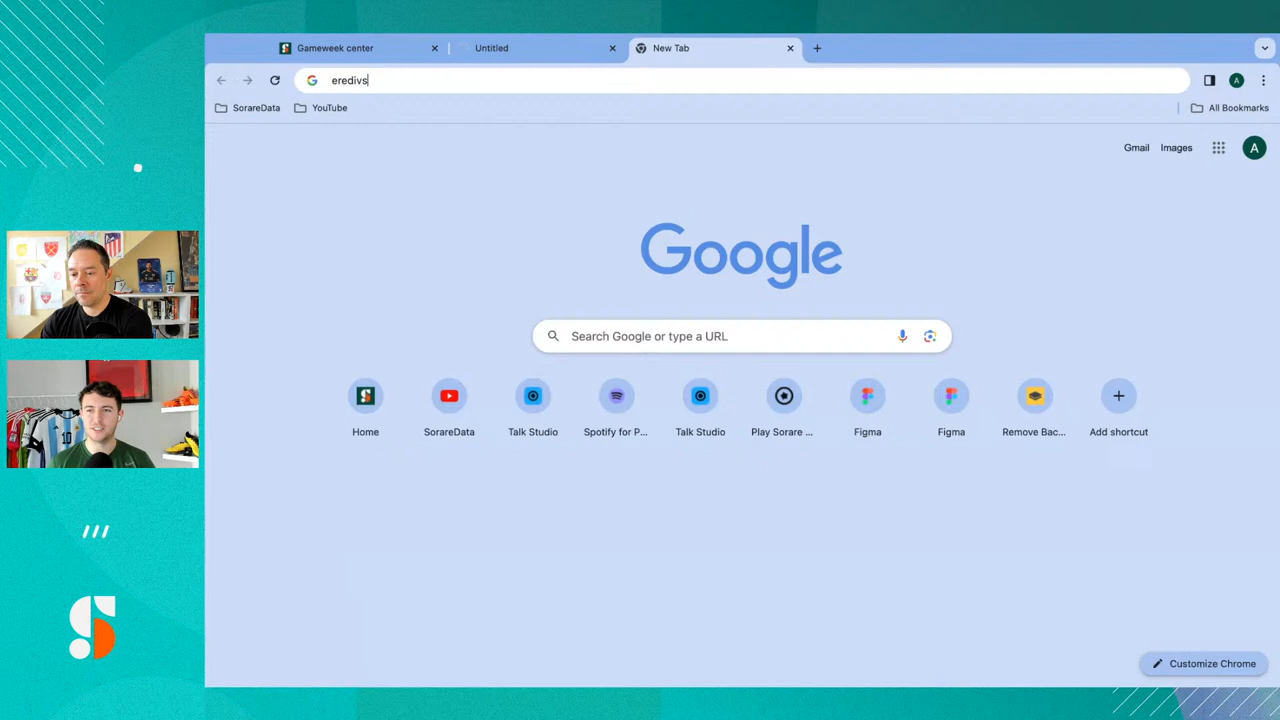 Gameweek center
Untitled
New Tab
eredivs
SorareData
YouTube
All Bookmarks
Gmail
Images
A
Google
Search Google or type a URL
Home
SorareData
Talk Studio
Spotify for P...
Talk Studio
Play Sorare ...
Figma
Figma
Remove Bac...
Add shortcut
Customize Chrome
10